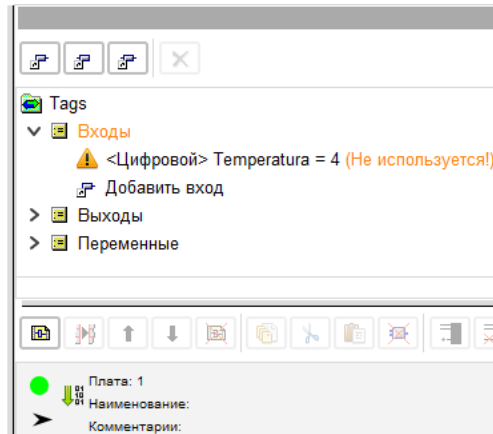 Tags
Входы
<Цифровой> Temperatura = 4 (Не используется!)
Добавить вход
Выходы
Переменные
Плата: 1
Наименование:
Комментарии: